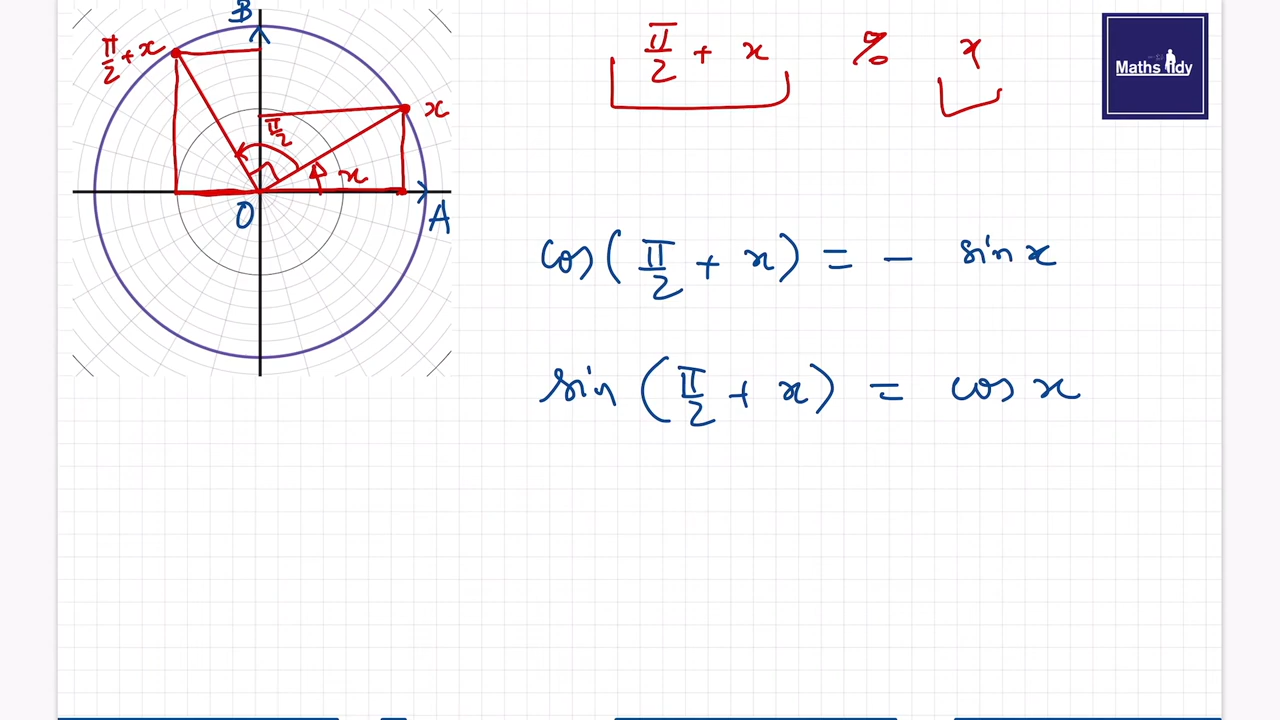 B
π/2 + x
π/2 + x % x
Maths Tidy
x
π/2
x
O
A
cos(π/2 + x) = - sin x
sin(π/2 + x) = cos x